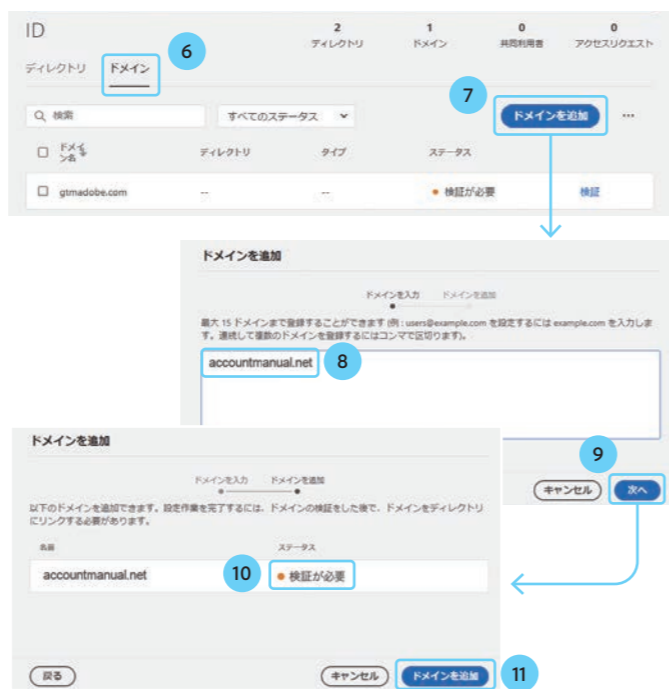 ID
2
1
0
0
ディレクトリ
ドメイン
共同利用者
アクセスリクエスト
6
ディレクトリ
ドメイン
7
検索
すべてのステータス
ドメインを追加
...
ドメイ
ン名
ディレクトリ
タイプ
ステータス
gtmadobe.com
--
--
検証が必要
検証
ドメインを追加
ドメインを入力
ドメインを追加
最大 15 ドメインまで登録することができます (例 : users@example.com を設定するには example.com を入力しま
す。連続して複数のドメインを登録するにはコンマで区切ります)。
accountmanual.net
8
9
キャンセル
次へ
ドメインを追加
ドメインを入力
ドメインを追加
以下のドメインを追加できます。設定作業を完了するには、ドメインの検証をした後で、ドメインをディレクトリ
にリンクする必要があります。
名前
ステータス
accountmanual.net
10
検証が必要
戻る
キャンセル
ドメインを追加
11